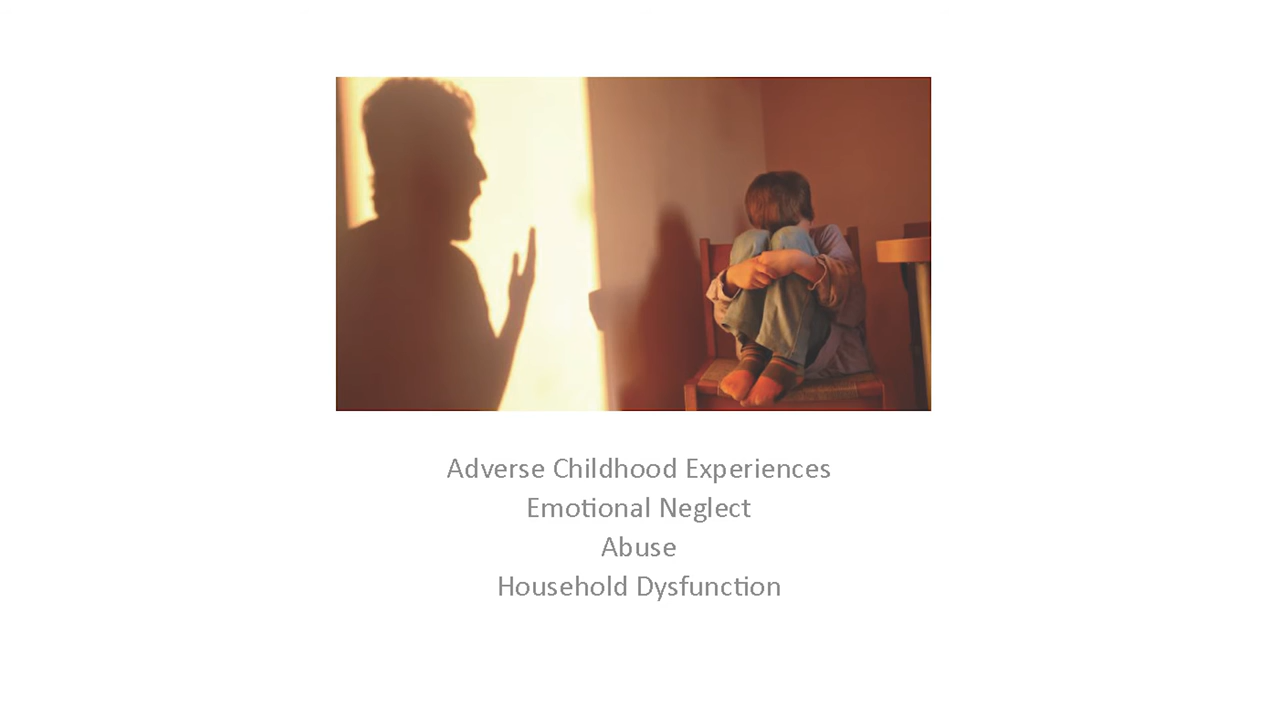 Adverse Childhood Experiences
Emotional Neglect
Abuse
Household Dysfunction